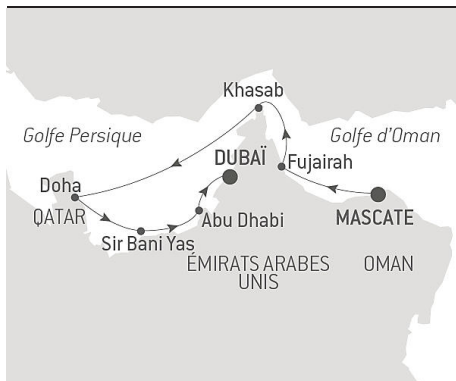 Khasab
Golfe Persique
Golfe d'Oman
DUBAÏ
Fujairah
Doha
QATAR
Abu Dhabi
MASCATE
Sir Bani Yas
ÉMIRATS ARABES
UNIS
OMAN